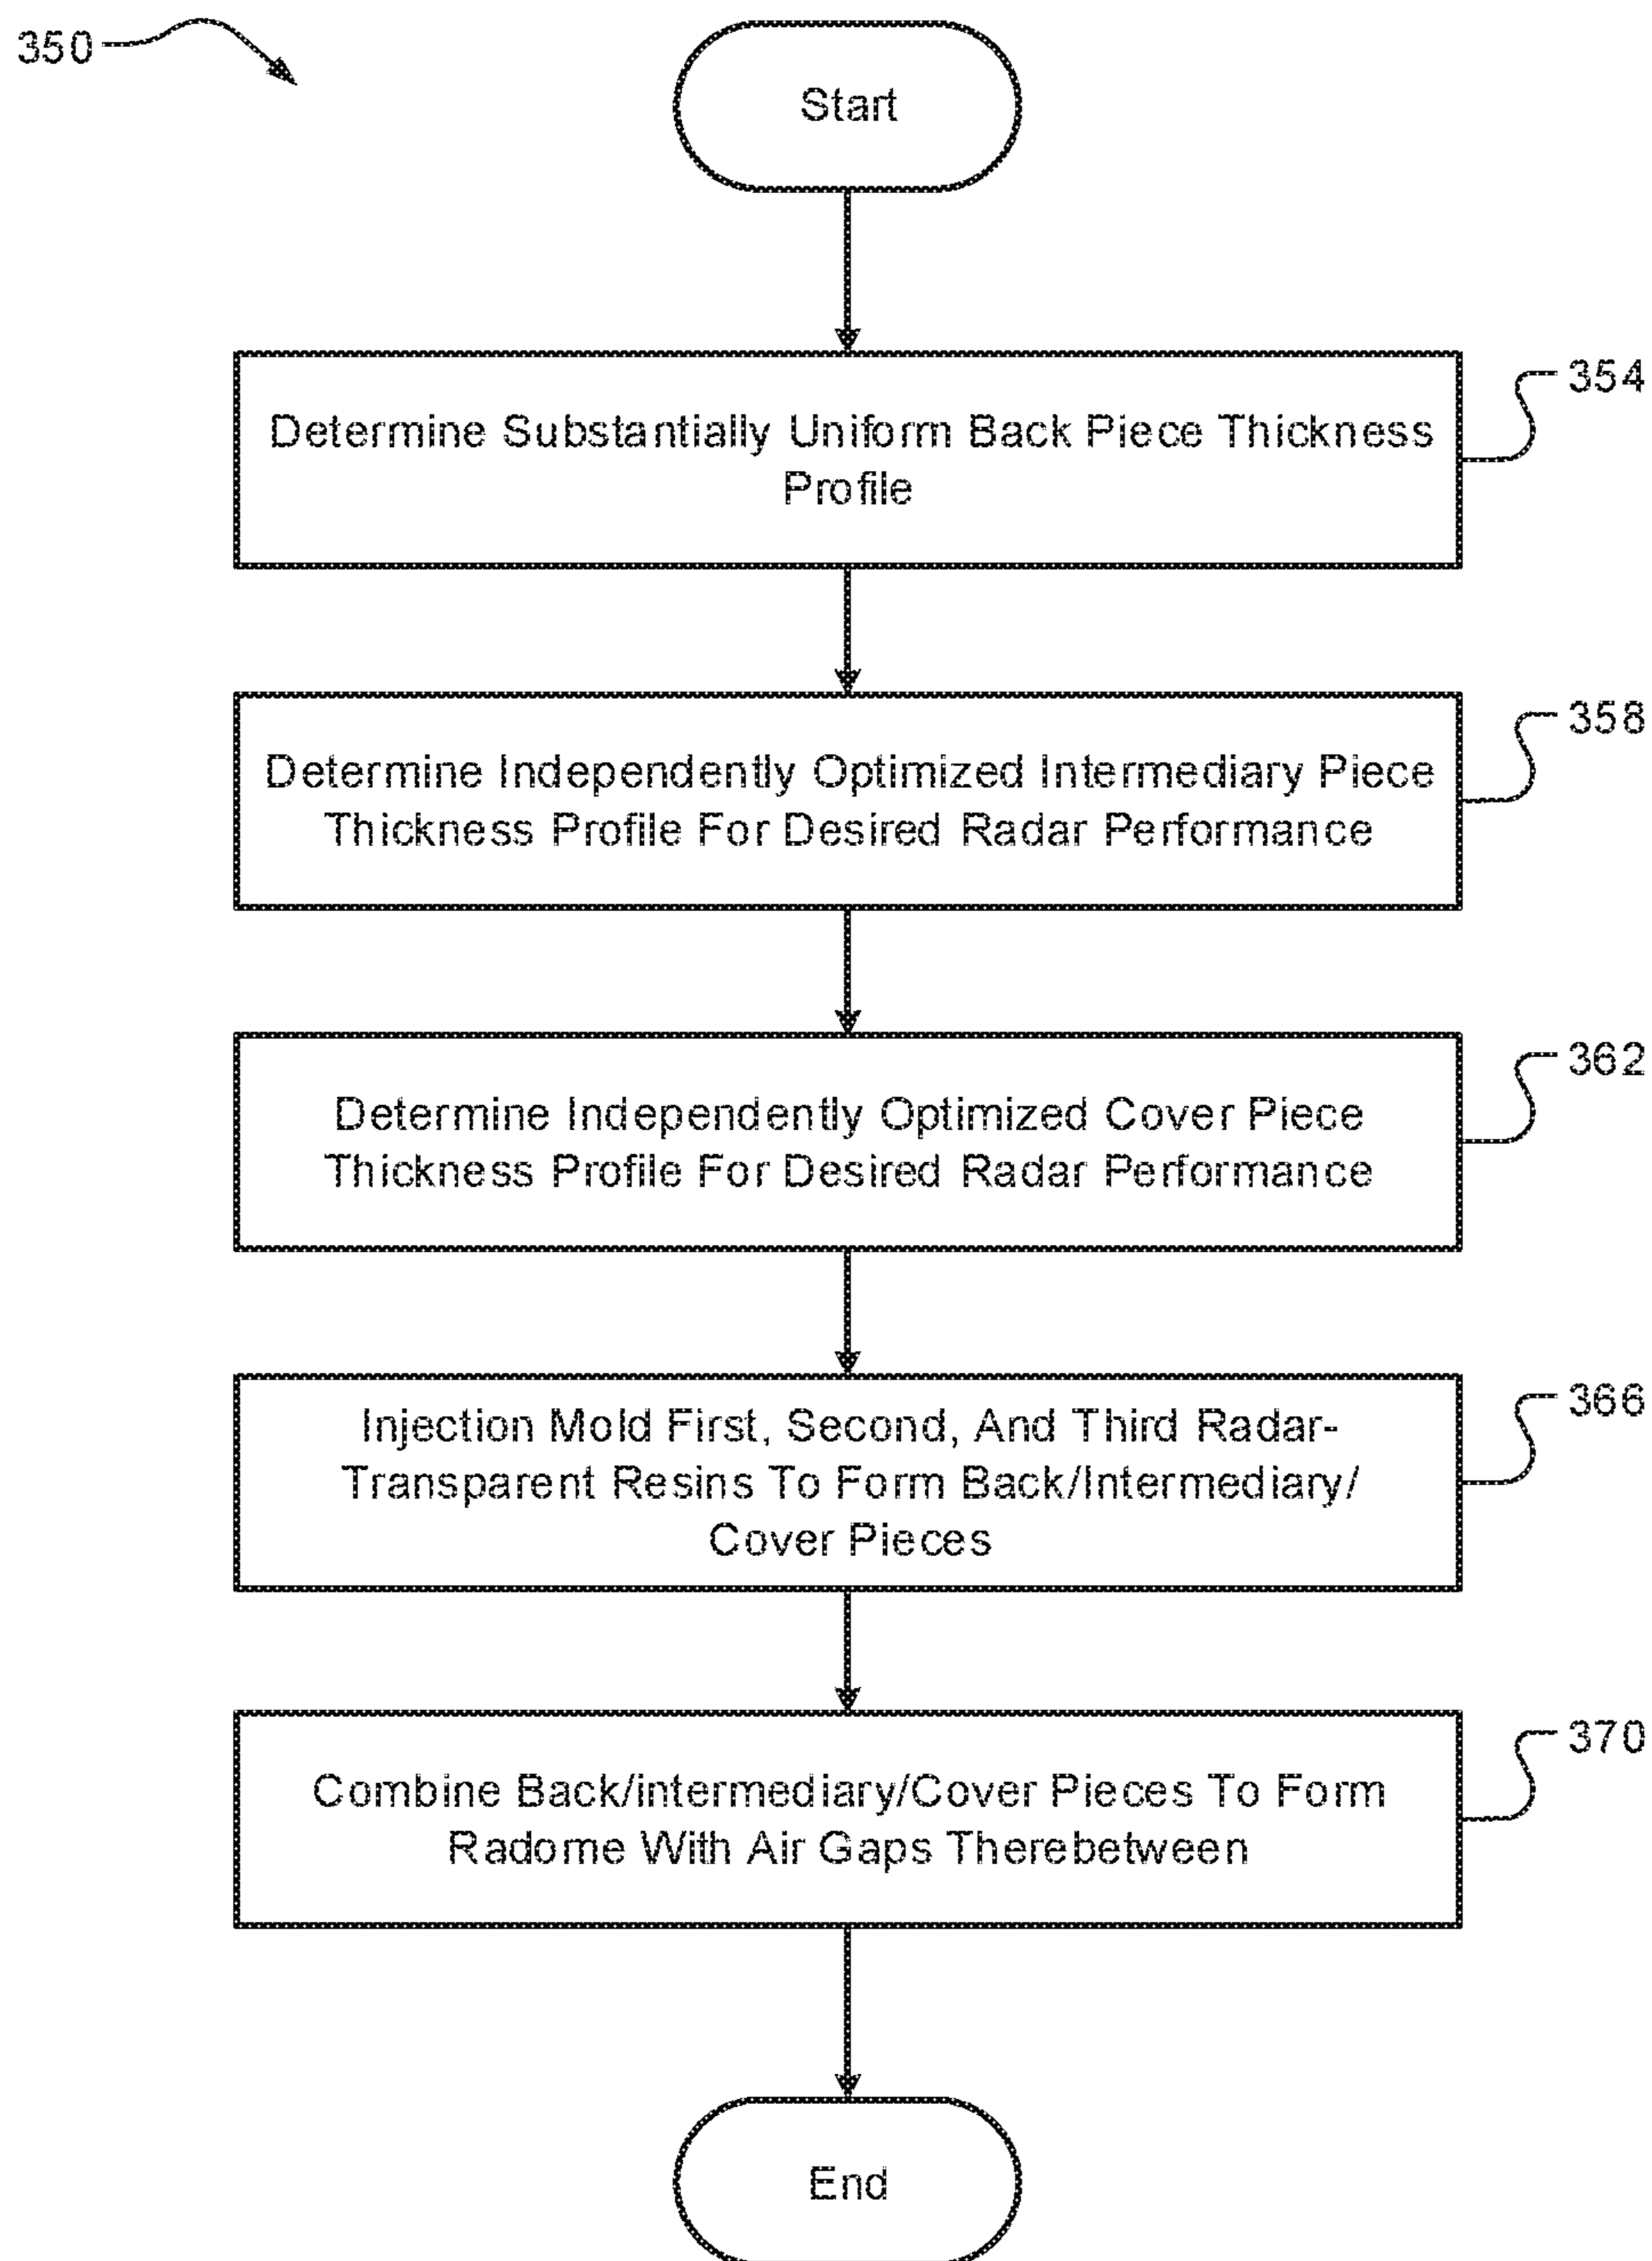 350
Start
354
Determine Substantially Uniform Back Piece Thickness
Profile
358
Determine Independently Optimized Intermediary Piece
Thickness Profile For Desired Radar Performance
362
Determine Independently Optimized Cover Piece
Thickness Profile For Desired Radar Performance
366
Injection Mold First, Second, And Third Radar-
Transparent Resins To Form Back/Intermediary/
Cover Pieces
370
Combine Back/intermediary/Cover Pieces To Form
Radome With Air Gaps Therebetween
End